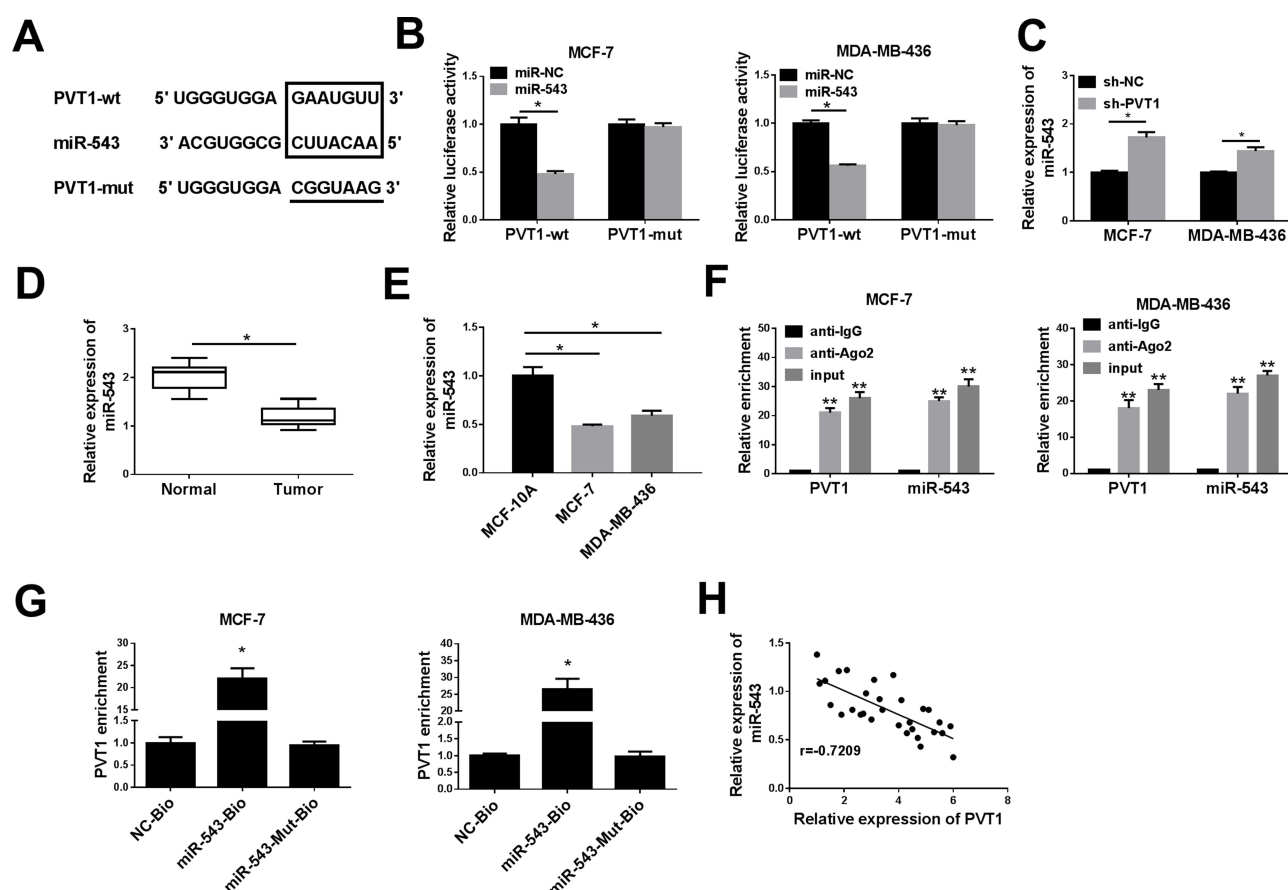 A
PVT1-wt 5' UGGGUGGA GAAUGUU 3'
miR-543 3' ACGUGGCG CUUACAA 5'
PVT1-mut 5' UGGGUGGA CGGUAAG 3'
B
MCF-7
Relative luciferase activity
1.5
1.0
0.5
0.0
miR-NC
miR-543
*
PVT1-wt PVT1-mut
MDA-MB-436
Relative luciferase activity
1.5
1.0
0.5
0.0
miR-NC
miR-543
*
PVT1-wt PVT1-mut
C
Relative expression of
miR-543
3
2
1
0
sh-NC
sh-PVT1
* *
MCF-7 MDA-MB-436
D
Relative expression of
miR-543
3
2
1
0
*
Normal Tumor
E
Relative expression of
miR-543
1.5
1.0
0.5
0.0
*
*
MCF-10A MCF-7 MDA-MB-436
F
MCF-7
Relative enrichment
50
40
30
20
10
0
anti-IgG
anti-Ago2
input
** ** ** **
PVT1 miR-543
MDA-MB-436
Relative enrichment
50
40
30
20
10
0
anti-IgG
anti-Ago2
input
** ** ** **
PVT1 miR-543
G
MCF-7
PVT1 enrichment
30
25
20
15
1.5
1.0
0.5
0.0
*
NC-Bio miR-543-Bio miR-543-Mut-Bio
MDA-MB-436
PVT1 enrichment
40
35
30
25
20
15
2.0
1.5
1.0
0.5
0.0
*
NC-Bio miR-543-Bio miR-543-Mut-Bio
H
Relative expression of
miR-543
1.5
1.0
0.5
0.0
r=-0.7209
0 2 4 6 8
Relative expression of PVT1